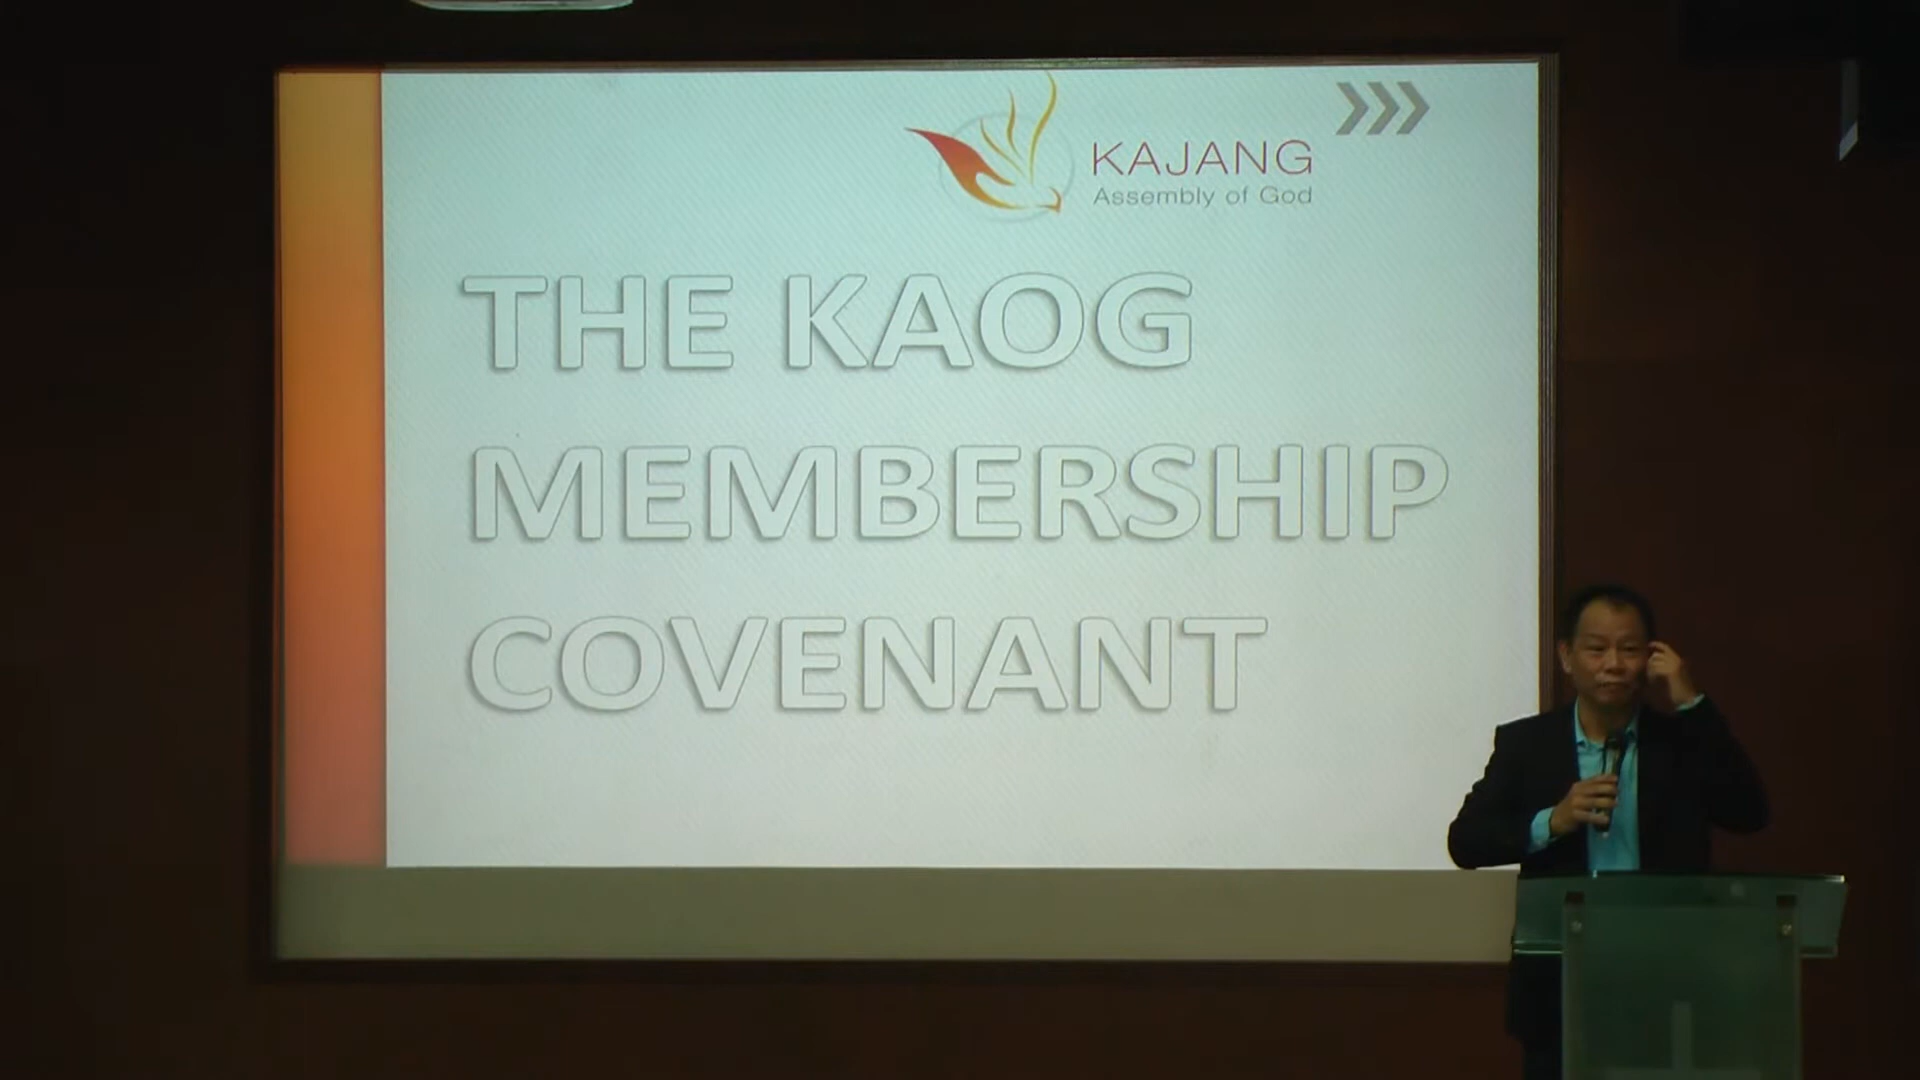 KAJANG
Assembly of God
THE KAOG
MEMBERSHIP
COVENANT